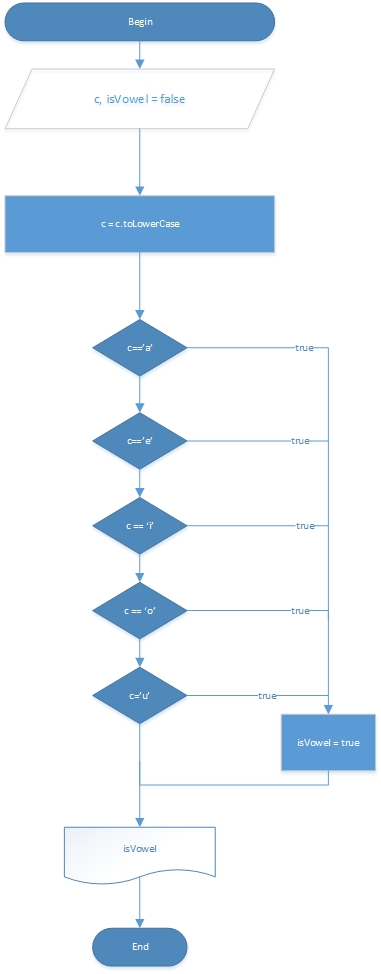 Begin
c, isVowel = false
c = c.toLowerCase
c==‘a’
true
c==‘e’
true
c == ‘i’
true
c == ‘o’
true
c=‘u’
true
isVowel = true
isVowel
End